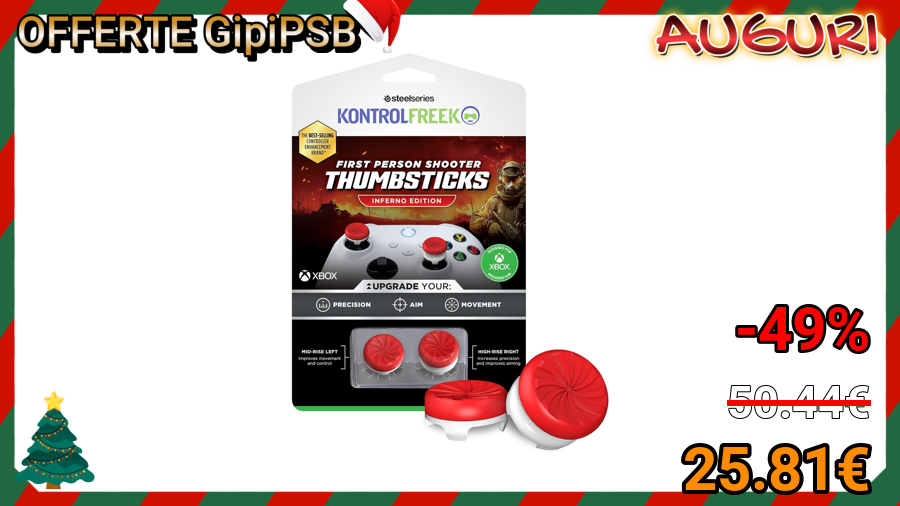 OFFERTE GipiPSB
AUGURI
steelseries
KONTROLFREEK
THE BEST-SELLING
CONTROLLER
ENHANCEMENT
BRAND
FIRST PERSON SHOOTER
THUMBSTICKS
INFERNO EDITION
XBOX
DESIGNED FOR
XBOX
UPGRADE YOUR:
PRECISION
AIM
MOVEMENT
MID-RISE LEFT
Improves movement
and control
HIGH-RISE RIGHT
Increases precision
and improves aiming
-49%
50.44€
25.81€